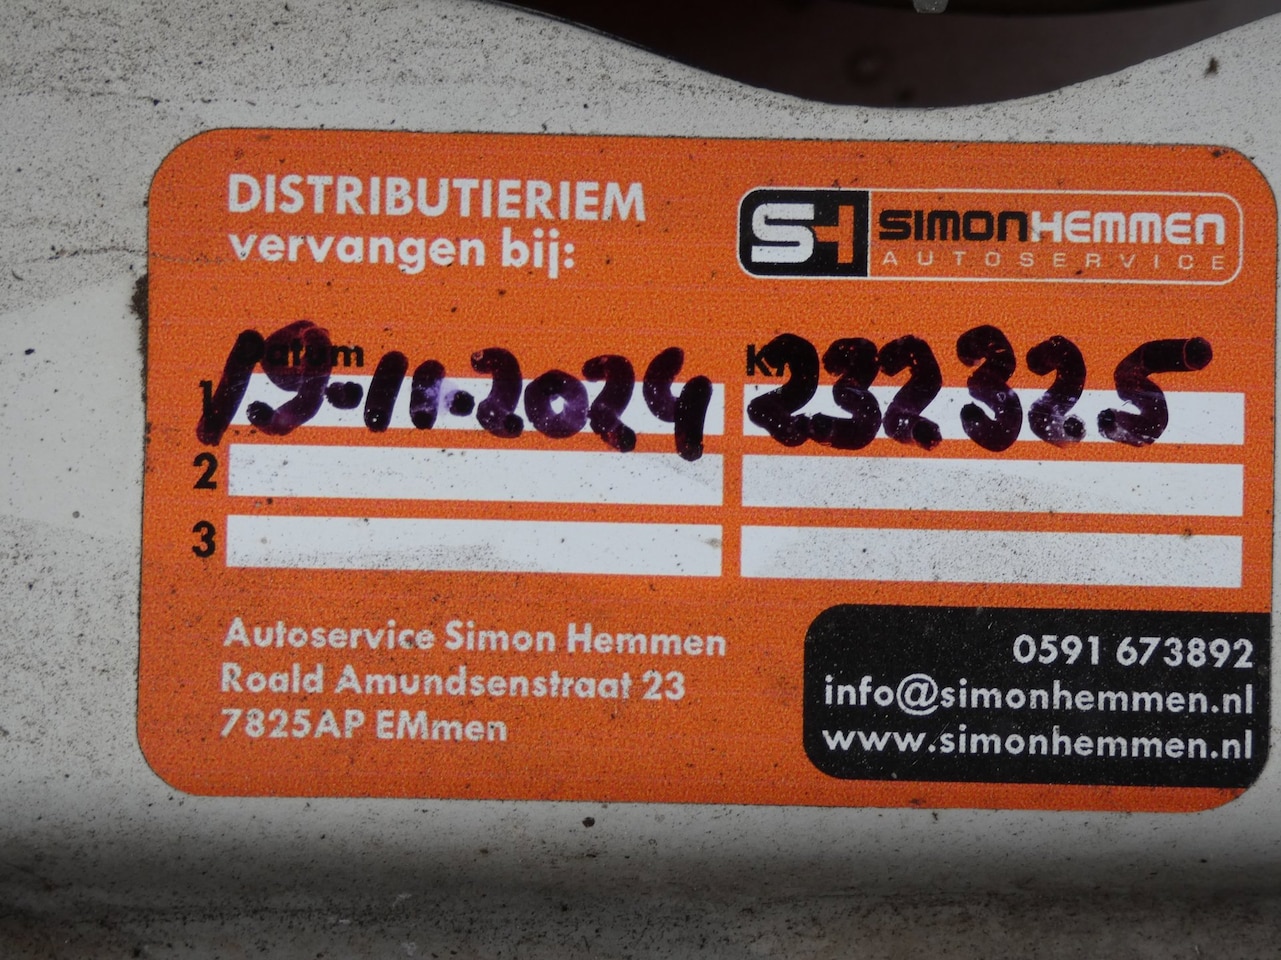 DISTRIBUTIERIEM
vervangen bij:
SH SIMONHEMMEN
AUTOSERVICE
Datum
1 19-11-2024 232325
2
3
Autoservice Simon Hemmen
Roald Amundsenstraat 23
7825AP EMmen
0591 673892
info@simonhemmen.nl
www.simonhemmen.nl